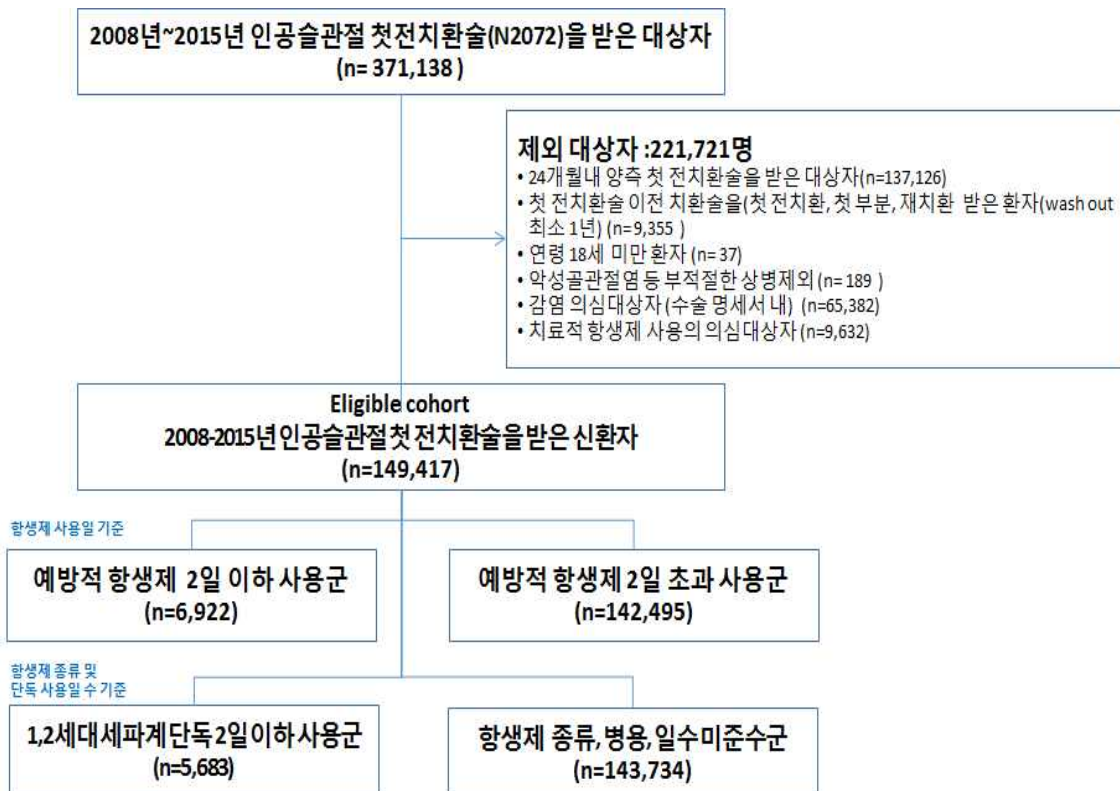 2008년~2015년 인공슬관절 첫전치환술(N2072)을 받은 대상자
(n= 371,138 )
제외 대상자 :221,721명
• 24개월내 양측 첫 전치환술을 받은 대상자(n=137,126)
• 첫 전치환술 이전 치환술을(첫 전치환, 첫 부분, 재치환 받은 환자(wash out
최소 1년) (n=9,355 )
• 연령 18세 미만 환자 (n= 37)
• 악성골관절염 등 부적절한 상병제외 (n= 189 )
• 감염 의심대상자 (수술 명세서 내) (n=65,382)
• 치료적 항생제 사용의 의심대상자 (n=9,632)
Eligible cohort
2008-2015년 인공슬관절 첫 전치환술을 받은 신환자
(n=149,417)
항생제 사용일 기준
예방적 항생제 2일 이하 사용군
(n=6,922)
예방적 항생제 2일 초과 사용군
(n=142,495)
항생제 종류 및
단독 사용일 수 기준
1,2세대 세파계 단독 2일 이하 사용군
(n=5,683)
항생제 종류, 병용, 일수 미준수군
(n=143,734)